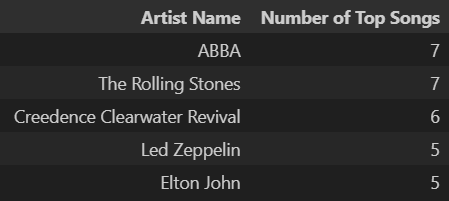 Artist Name Number of Top Songs
ABBA 7
The Rolling Stones 7
Creedence Clearwater Revival 6
Led Zeppelin 5
Elton John 5